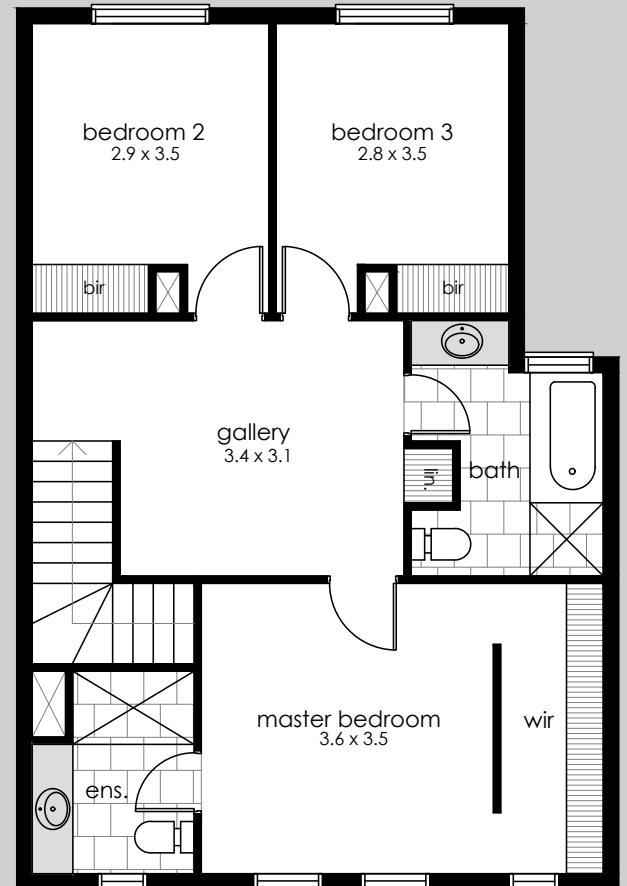 bedroom 2
2.9 x 3.5
bedroom 3
2.8 x 3.5
bir
bir
gallery
3.4 x 3.1
lin.
bath
master bedroom
3.6 x 3.5
wir
ens.